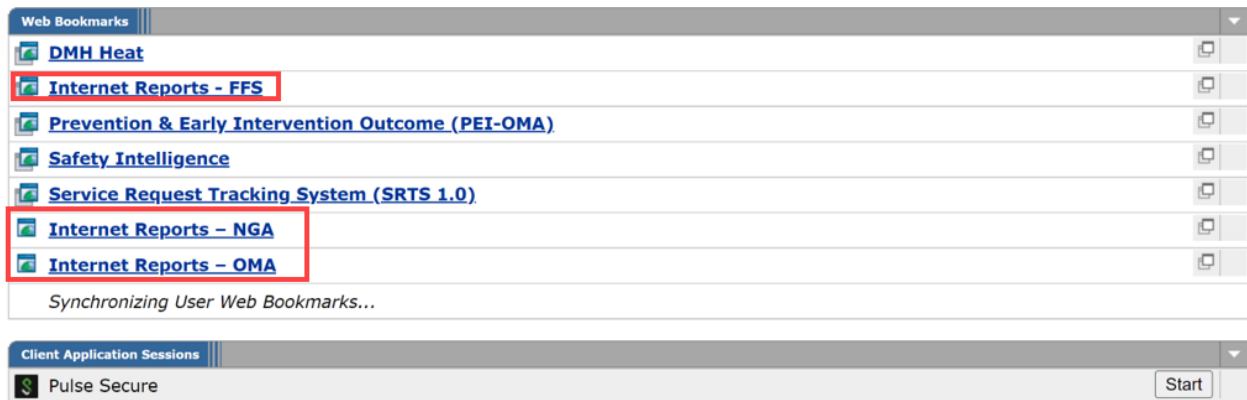 Web Bookmarks
DMH Heat
Internet Reports - FFS
Prevention & Early Intervention Outcome (PEI-OMA)
Safety Intelligence
Service Request Tracking System (SRTS 1.0)
Internet Reports – NGA
Internet Reports – OMA
Synchronizing User Web Bookmarks...
Client Application Sessions
Pulse Secure Start